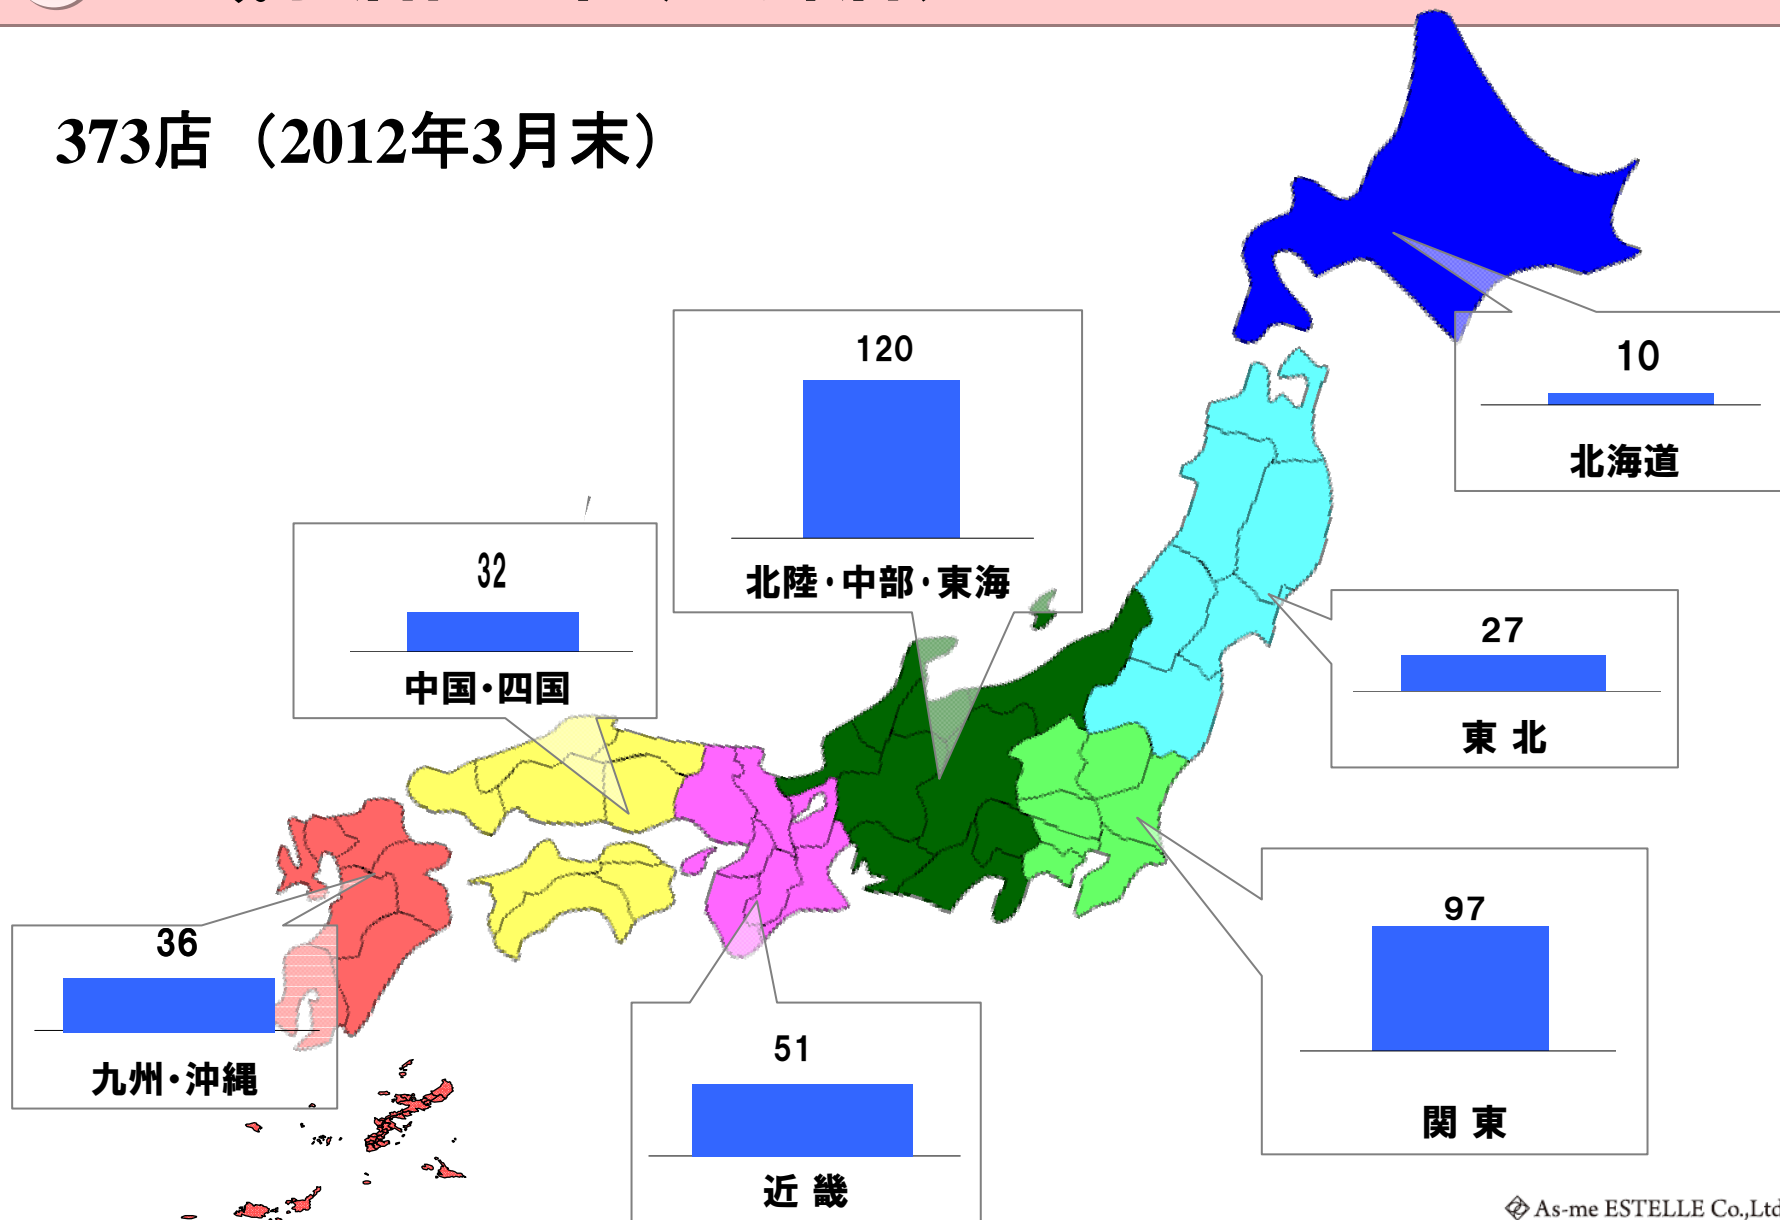 373店（2012年3月末）
120
北陸・中部・東海
10
北海道
32
中国・四国
27
東 北
36
九州・沖縄
51
近 畿
97
関 東
As-me ESTELLE Co.,Ltd